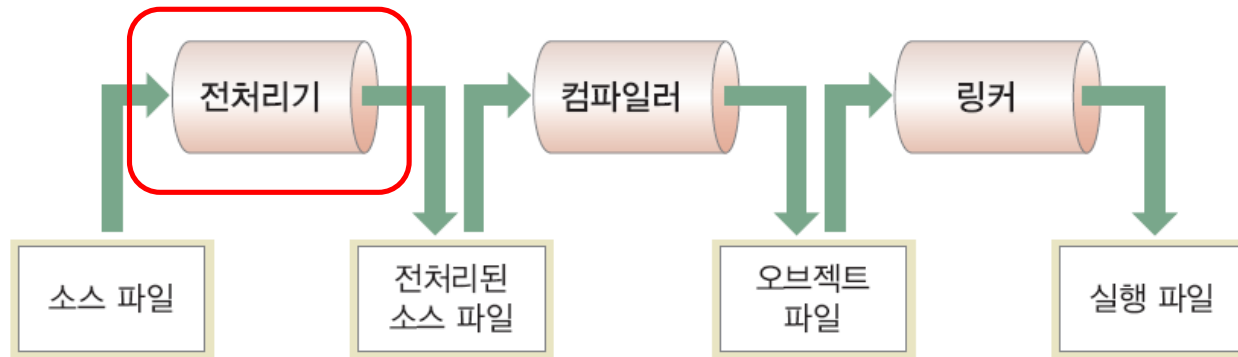 전처리기
컴파일러
링커
소스 파일
전처리된
소스 파일
오브젝트
파일
실행 파일